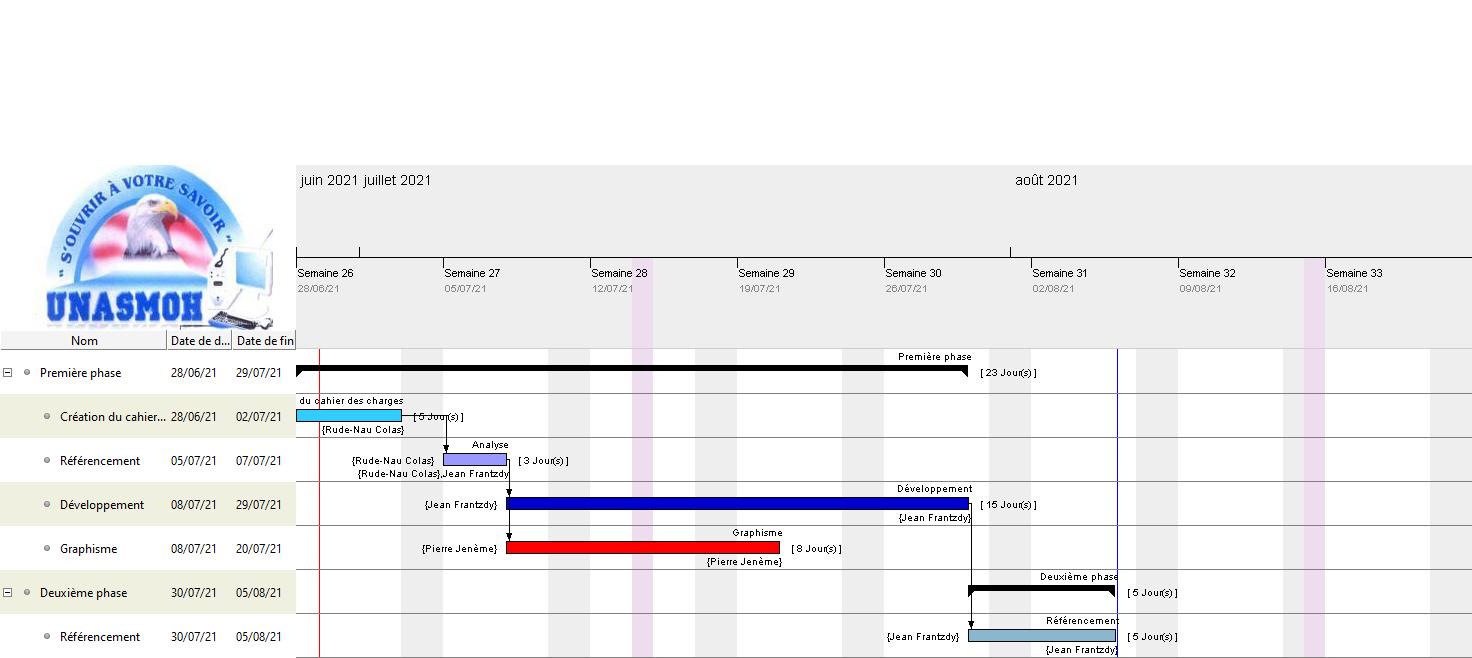 " S'OUVRIR À VOTRE SAVOIR "
UNASMOH
juin 2021 juillet 2021 août 2021
Semaine 26 Semaine 27 Semaine 28 Semaine 29 Semaine 30 Semaine 31 Semaine 32 Semaine 33
28/06/21 05/07/21 12/07/21 19/07/21 26/07/21 02/08/21 09/08/21 16/08/21
Nom Date de d... Date de fin
Première phase
Première phase 28/06/21 29/07/21 [ 23 Jour(s) ]
du cahier des charges
Création du cahier... 28/06/21 02/07/21 [ 5 Jour(s) ]
{Rude-Nau Colas}
Analyse
Référencement 05/07/21 07/07/21 {Rude-Nau Colas} [ 3 Jour(s) ]
{Rude-Nau Colas},Jean Frantzdy
Développement
Développement 08/07/21 29/07/21 {Jean Frantzdy} [ 15 Jour(s) ]
{Jean Frantzdy}
Graphisme
Graphisme 08/07/21 20/07/21 {Pierre Jenème} [ 8 Jour(s) ]
{Pierre Jenème}
Deuxième phase
Deuxième phase 30/07/21 05/08/21 [ 5 Jour(s) ]
Référencement
Référencement 30/07/21 05/08/21 {Jean Frantzdy} [ 5 Jour(s) ]
{Jean Frantzdy}